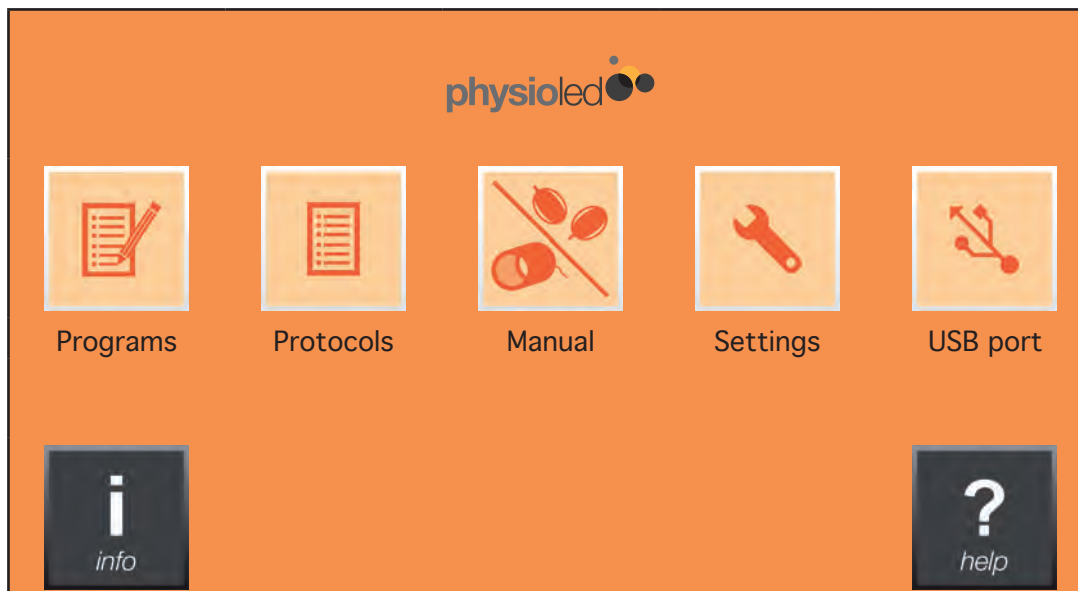 physioled
Programs Protocols Manual Settings USB port
i ?
info help